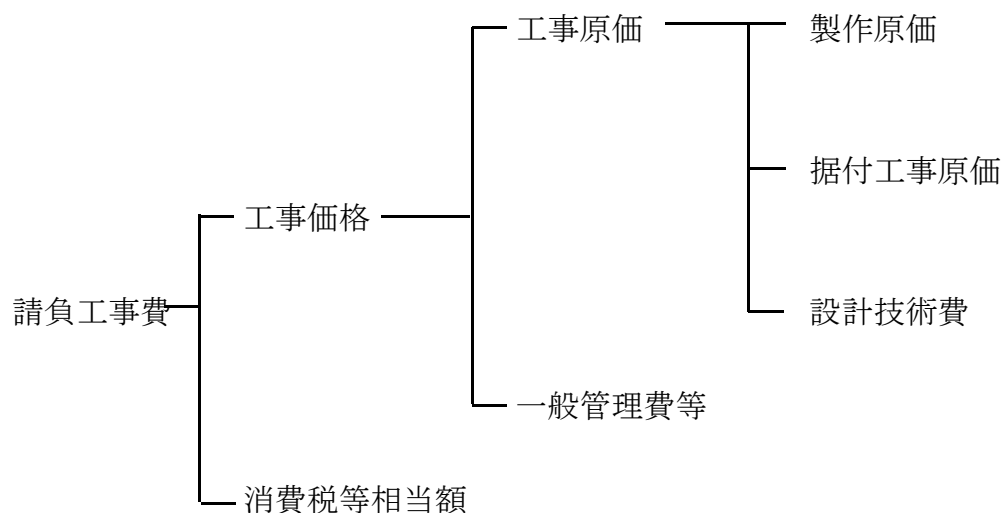 工事原価
製作原価
据付工事原価
工事価格
請負工事費
設計技術費
一般管理費等
消費税等相当額